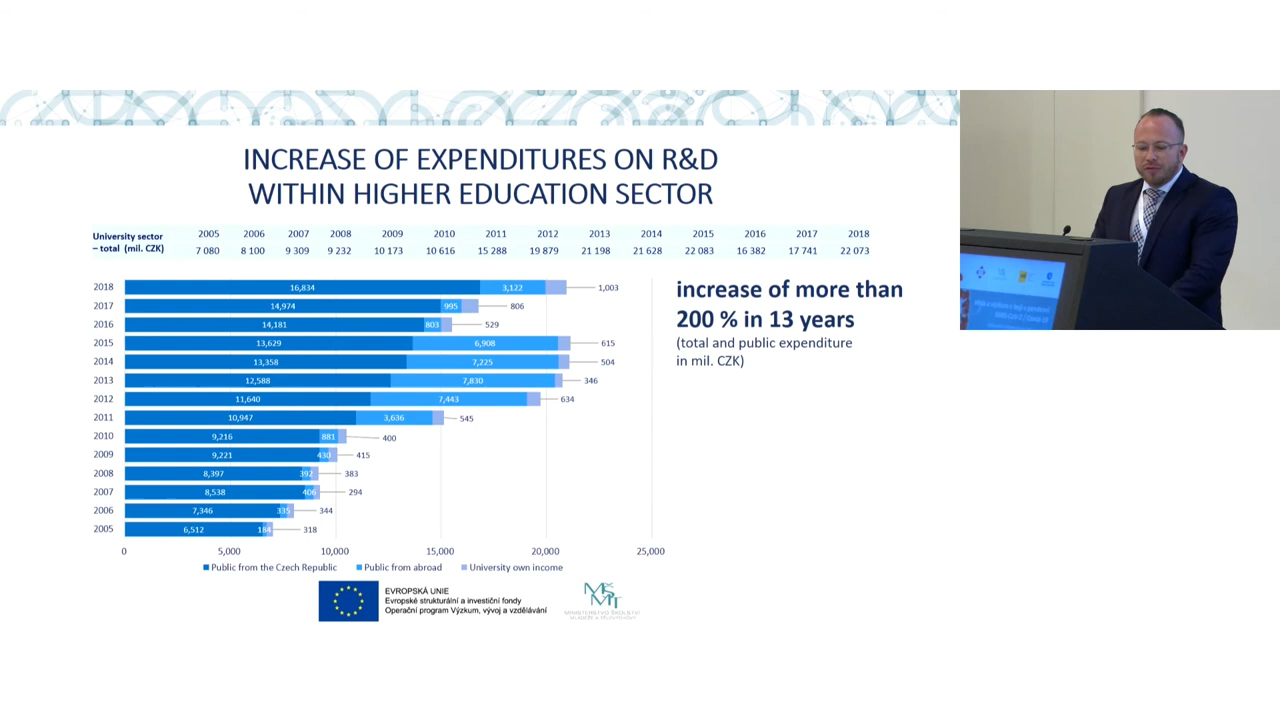 INCREASE OF EXPENDITURES ON R&D
WITHIN HIGHER EDUCATION SECTOR
University sector – total (mil. CZK)
2005 2006 2007 2008 2009 2010 2011 2012 2013 2014 2015 2016 2017 2018
7 080 8 100 9 309 9 232 10 173 10 616 15 288 19 879 21 198 21 628 22 083 16 382 17 741 22 073
2018 16,834 3,122 1,003
2017 14,974 995 806
2016 14,181 803 529
2015 13,629 6,908 615
2014 13,358 7,225 504
2013 12,588 7,830 346
2012 11,640 7,443 634
2011 10,947 3,636 545
2010 9,216 881 400
2009 9,221 430 415
2008 8,397 392 383
2007 8,538 406 294
2006 7,346 335 344
2005 6,512 184 318
0 5,000 10,000 15,000 20,000 25,000
Public from the Czech Republic Public from abroad University own income
increase of more than
200 % in 13 years
(total and public expenditure
in mil. CZK)
EVROPSKÁ UNIE
Evropské strukturální a investiční fondy
Operační program Výzkum, vývoj a vzdělávání
MŠMT
MINISTERSTVO ŠKOLSTVÍ
MLÁDEŽE A TĚLOVÝCHOVY